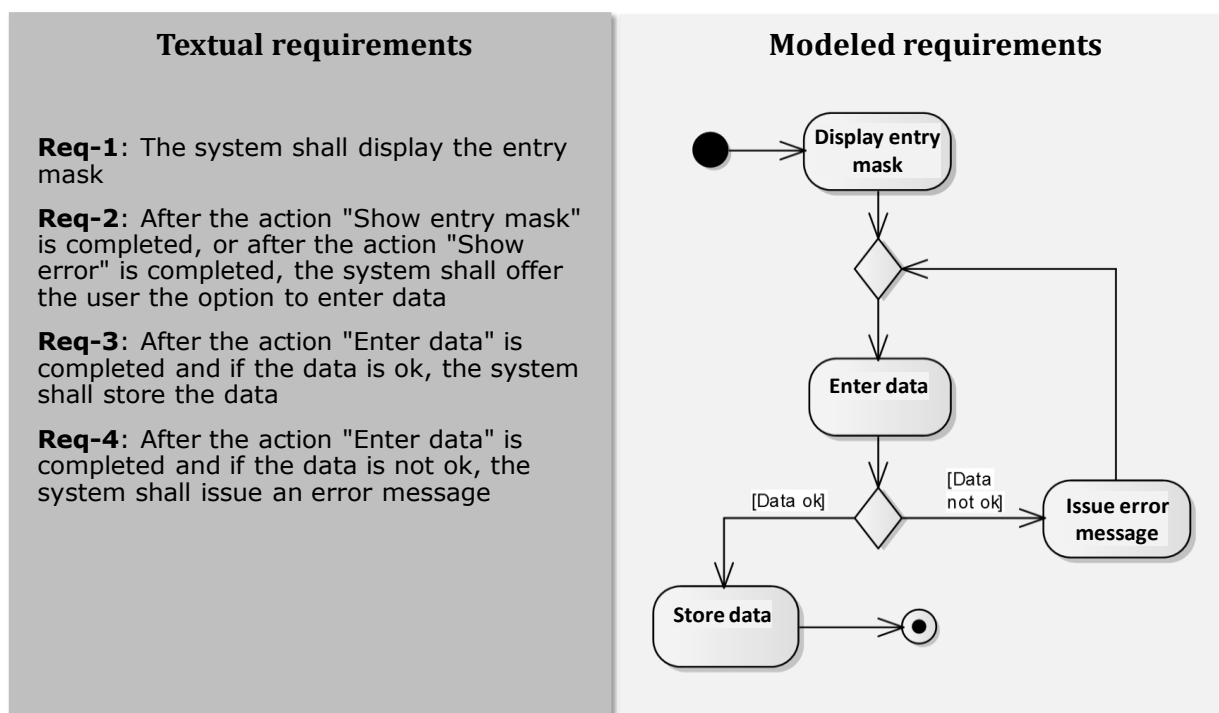 Textual requirements
Req-1: The system shall display the entry
mask
Req-2: After the action "Show entry mask"
is completed, or after the action "Show
error" is completed, the system shall offer
the user the option to enter data
Req-3: After the action "Enter data" is
completed and if the data is ok, the system
shall store the data
Req-4: After the action "Enter data" is
completed and if the data is not ok, the
system shall issue an error message
Modeled requirements
Display entry
mask
Enter data
[Data ok]
[Data
not ok]
Issue error
message
Store data